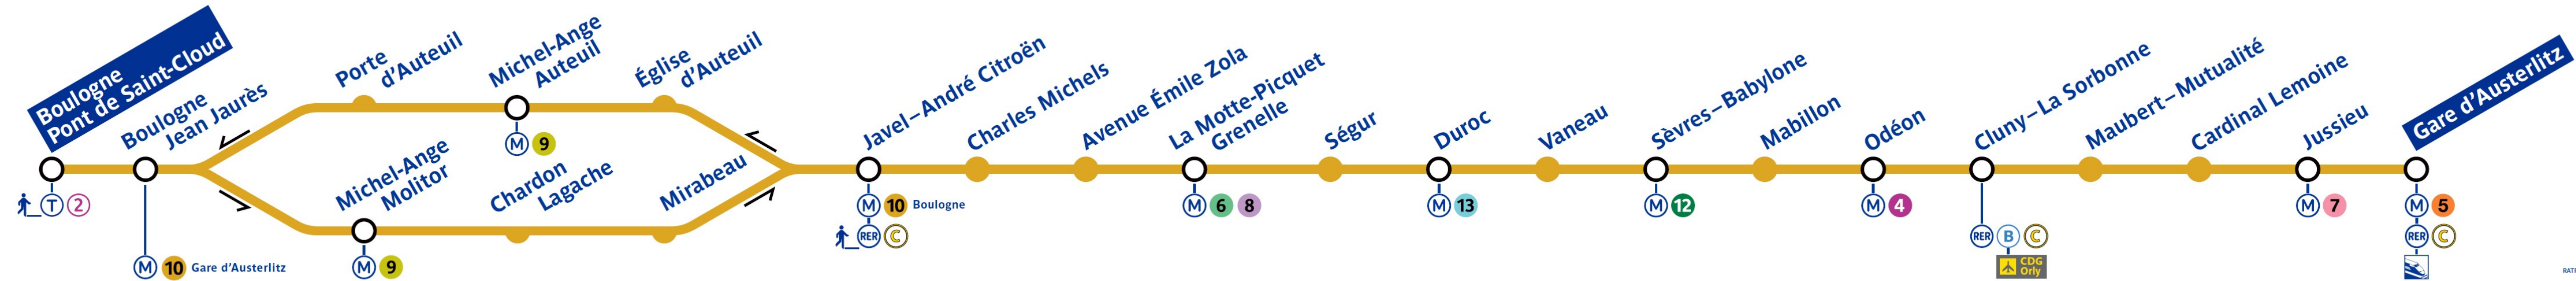 Boulogne
Pont de Saint-Cloud
T 2
Boulogne
Jean Jaurès
M 10 Gare d'Austerlitz
Porte
d'Auteuil
Michel-Ange
Auteuil
M 9
Église
d'Auteuil
Michel-Ange
Molitor
M 9
Chardon
Lagache
Mirabeau
Javel–André Citroën
M 10 Boulogne
RER C
Charles Michels
Avenue Émile Zola
La Motte-Picquet
Grenelle
M 6 8
Ségur
Duroc
M 13
Vaneau
Sèvres–Babylone
M 12
Mabillon
Odéon
M 4
Cluny–La Sorbonne
RER B C
CDG
Orly
Maubert–Mutualité
Cardinal Lemoine
Jussieu
M 7
Gare d'Austerlitz
M 5
RER C